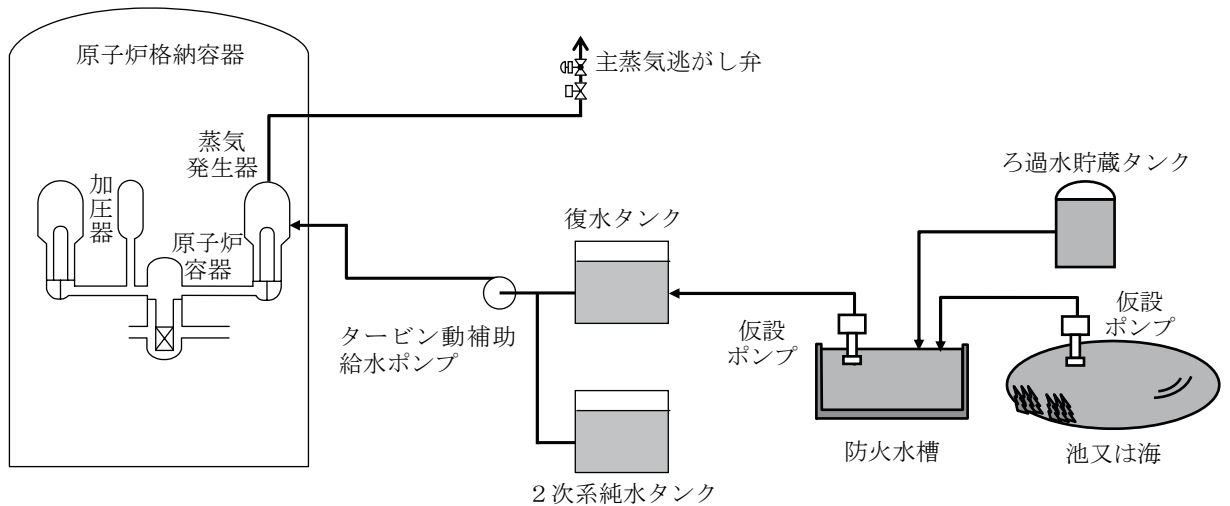 原子炉格納容器
主蒸気逃がし弁
蒸気
発生器
加圧器
原子炉
容器
ろ過水貯蔵タンク
復水タンク
タービン動補助
給水ポンプ
仮設
ポンプ
仮設
ポンプ
防火水槽
池又は海
２次系純水タンク